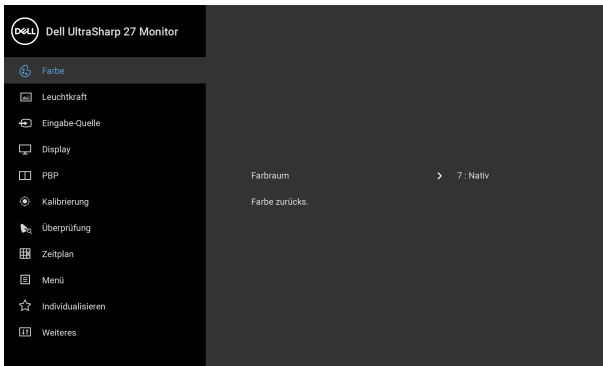 DELL
Dell UltraSharp 27 Monitor
Farbe
Leuchtkraft
Eingabe-Quelle
Display
PBP
Farbraum
7 : Nativ
Kalibrierung
Farbe zurücks.
Überprüfung
Zeitplan
Menü
Individualisieren
Weiteres